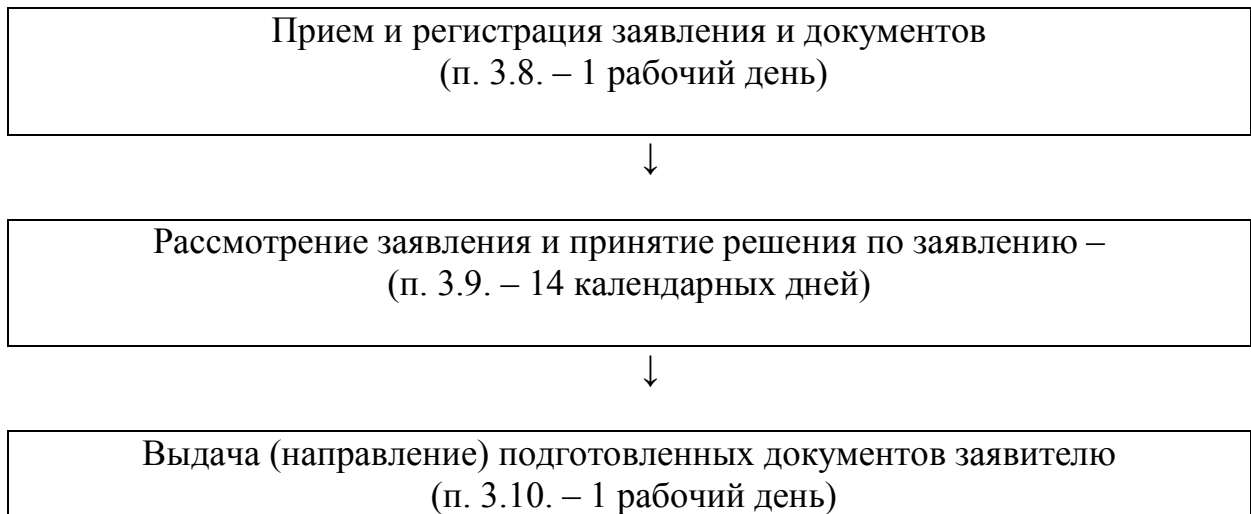 Прием и регистрация заявления и документов
(п. 3.8. – 1 рабочий день)
↓
Рассмотрение заявления и принятие решения по заявлению –
(п. 3.9. – 14 календарных дней)
↓
Выдача (направление) подготовленных документов заявителю
(п. 3.10. – 1 рабочий день)